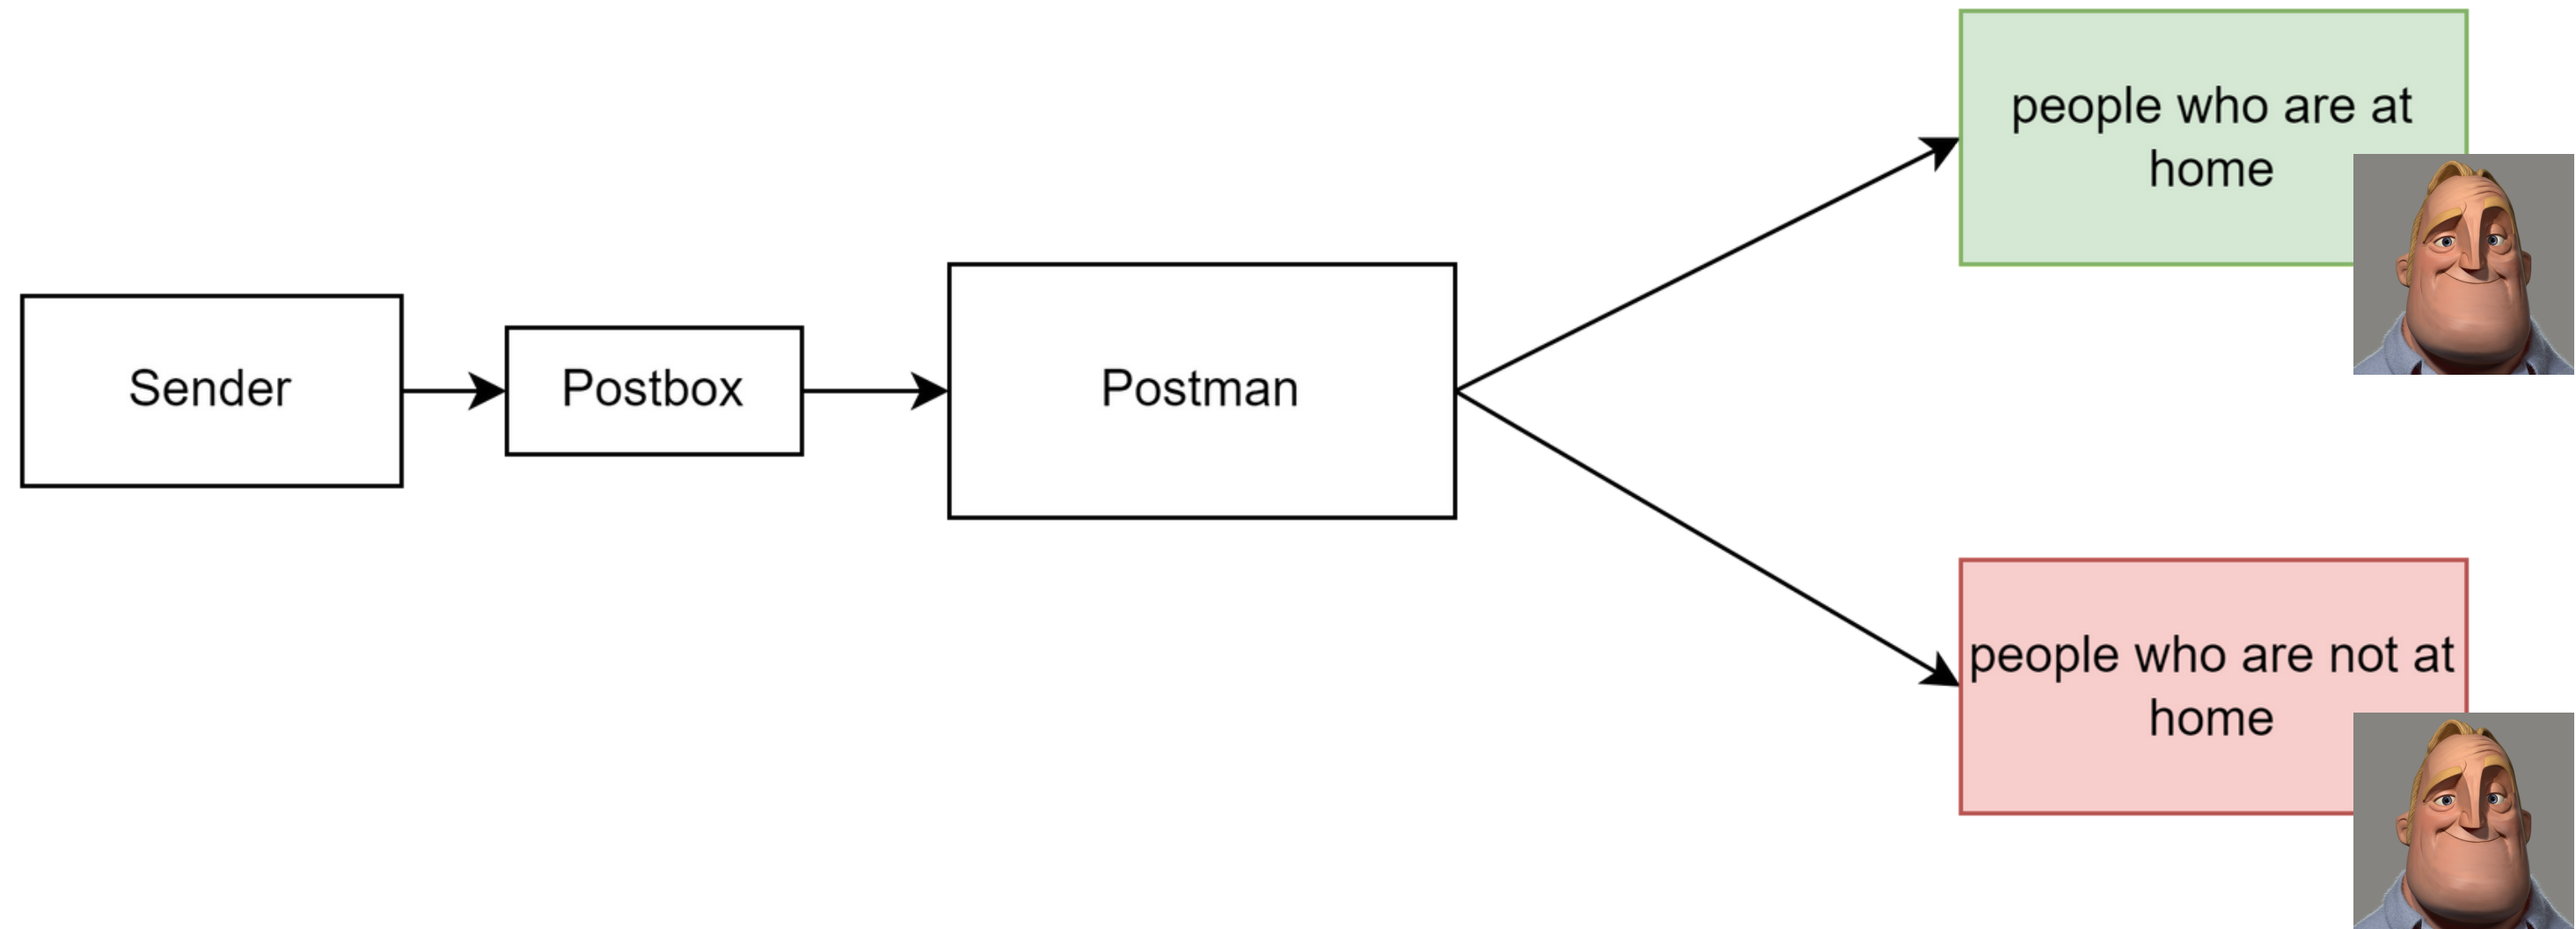 Sender
Postbox
Postman
people who are at
home
people who are not at
home